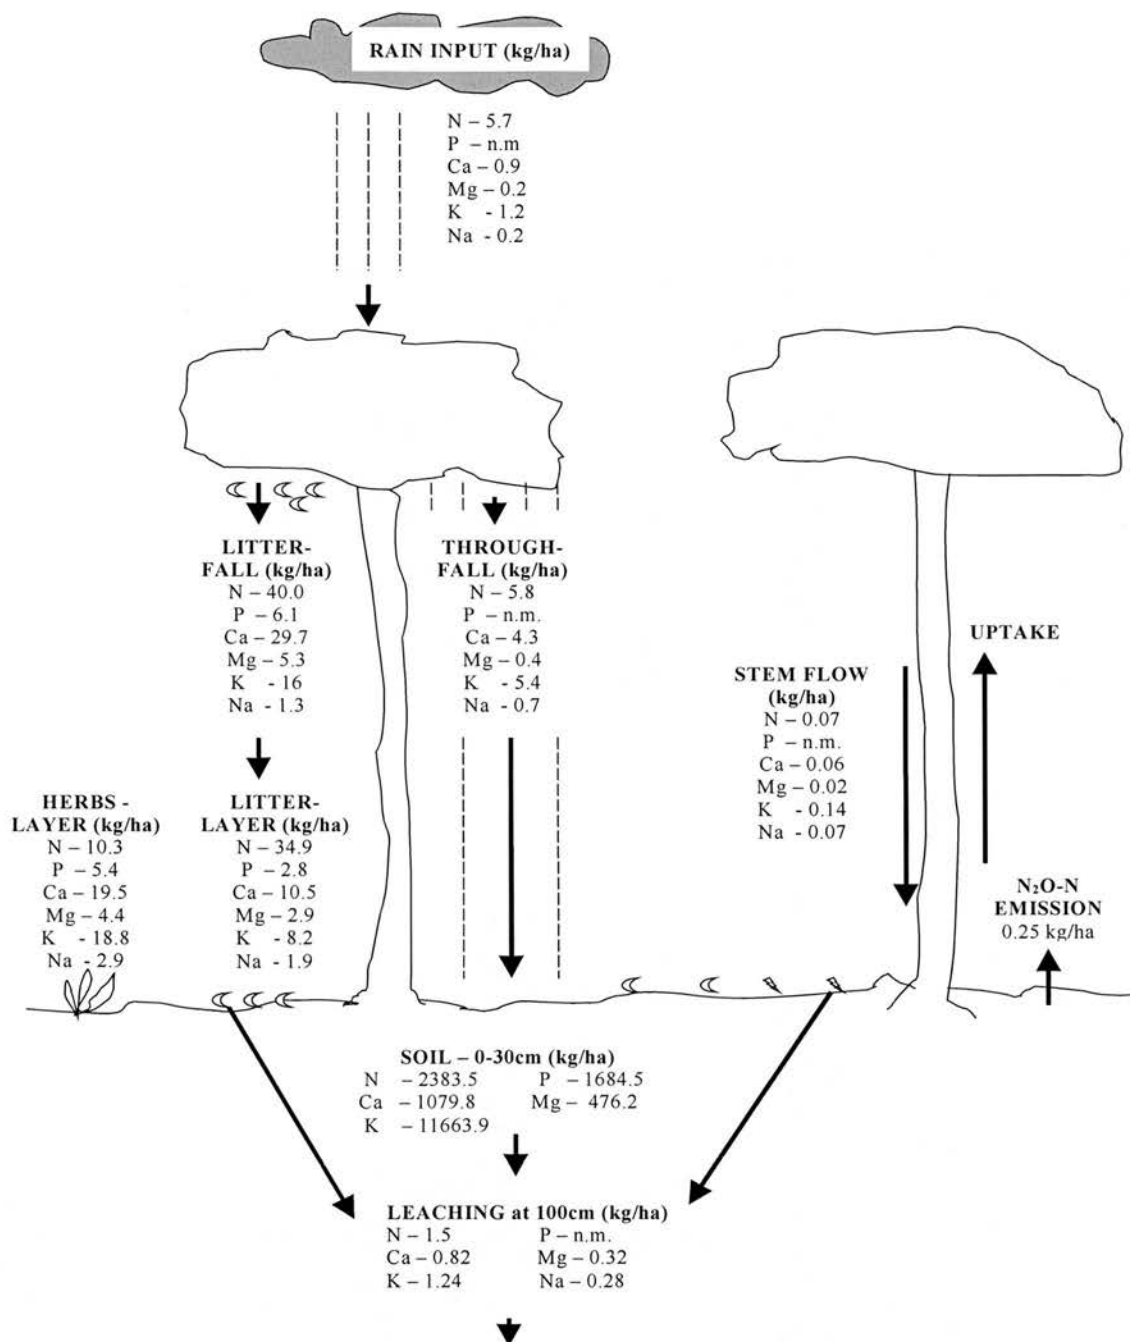 RAIN INPUT (kg/ha)
N – 5.7
P – n.m
Ca – 0.9
Mg – 0.2
K - 1.2
Na - 0.2
LITTER-
FALL (kg/ha)
N – 40.0
P – 6.1
Ca – 29.7
Mg – 5.3
K - 16
Na - 1.3
THROUGH-
FALL (kg/ha)
N – 5.8
P – n.m.
Ca – 4.3
Mg – 0.4
K - 5.4
Na – 0.7
STEM FLOW
(kg/ha)
N – 0.07
P – n.m.
Ca – 0.06
Mg – 0.02
K - 0.14
Na - 0.07
UPTAKE
N₂O-N
EMISSION
0.25 kg/ha
HERBS -
LAYER (kg/ha)
N – 10.3
P – 5.4
Ca – 19.5
Mg – 4.4
K - 18.8
Na – 2.9
LITTER-
LAYER (kg/ha)
N – 34.9
P – 2.8
Ca – 10.5
Mg – 2.9
K - 8.2
Na – 1.9
SOIL – 0-30cm (kg/ha)
N – 2383.5 P – 1684.5
Ca – 1079.8 Mg – 476.2
K – 11663.9
LEACHING at 100cm (kg/ha)
N – 1.5 P – n.m.
Ca – 0.82 Mg – 0.32
K – 1.24 Na – 0.28